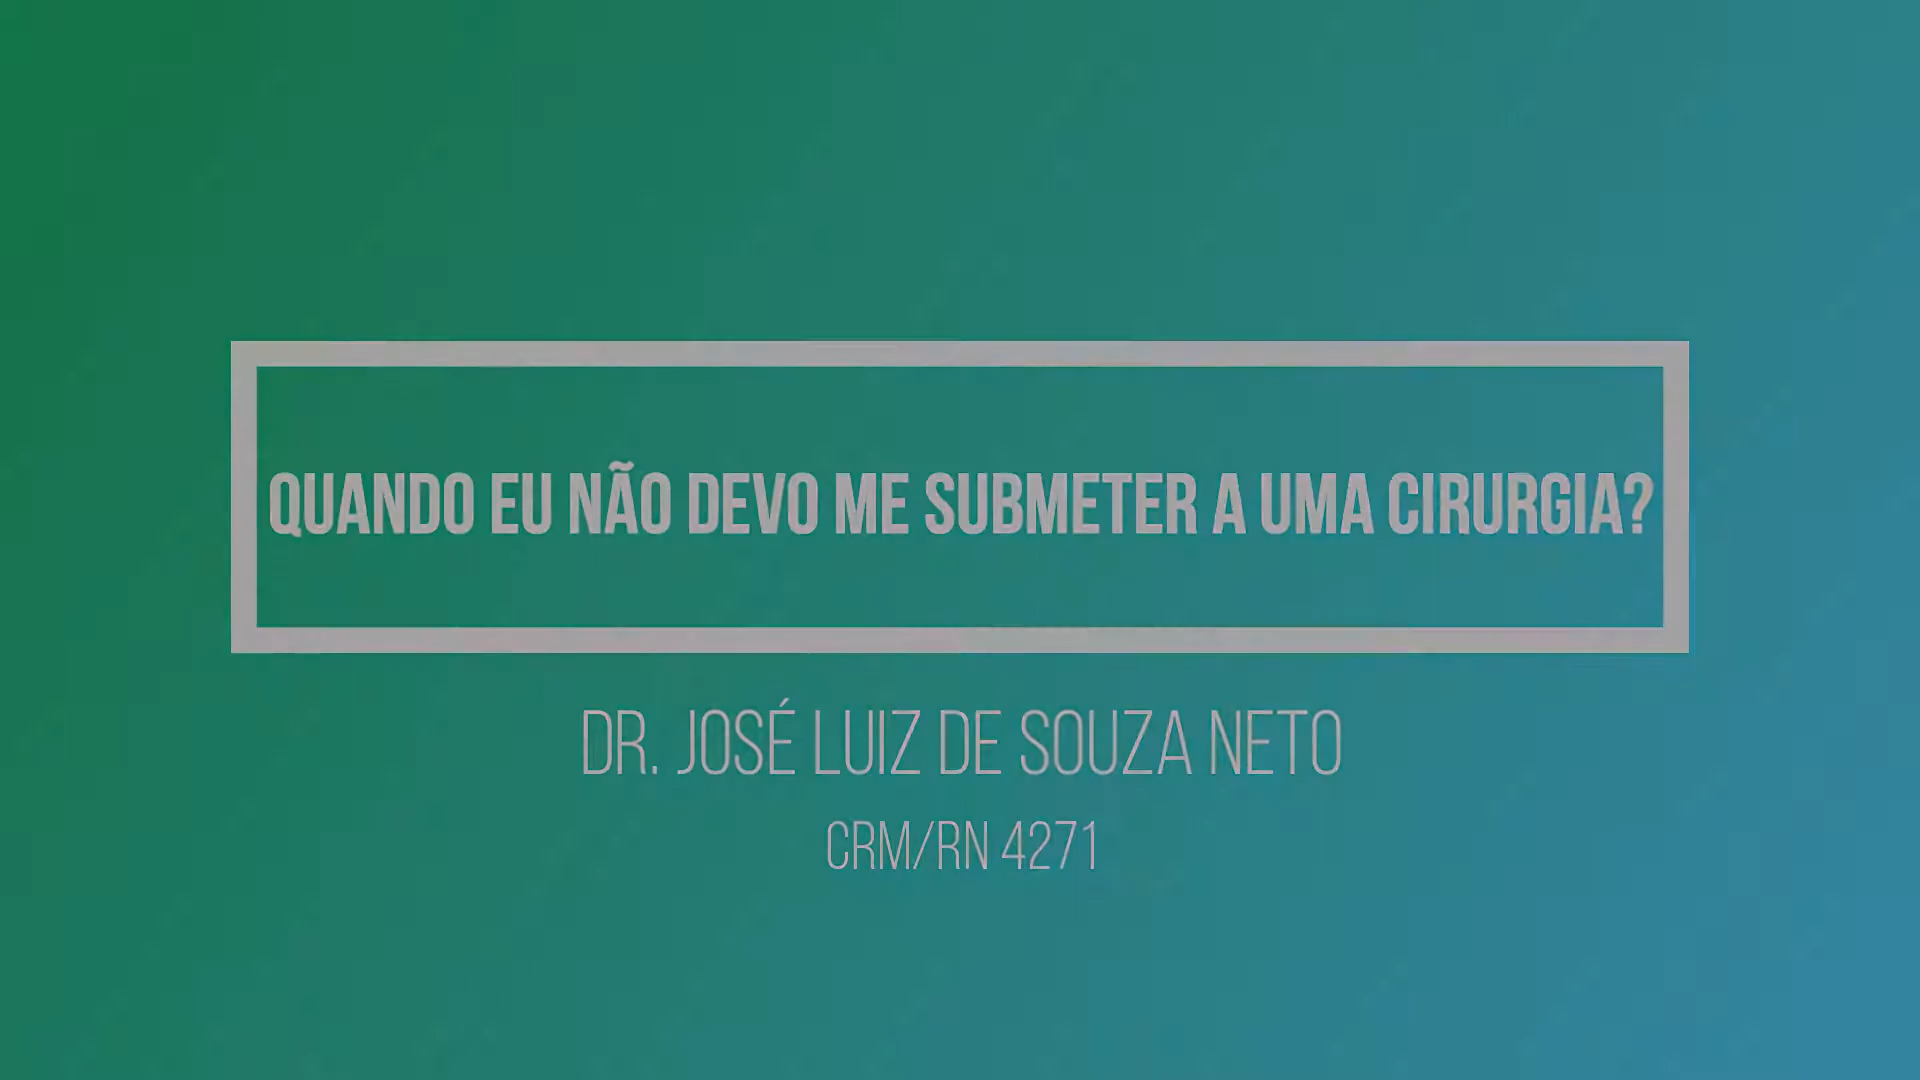 QUANDO EU NÃO DEVO ME SUBMETER A UMA CIRURGIA?
DR. JOSÉ LUIZ DE SOUZA NETO
CRM/RN 4271